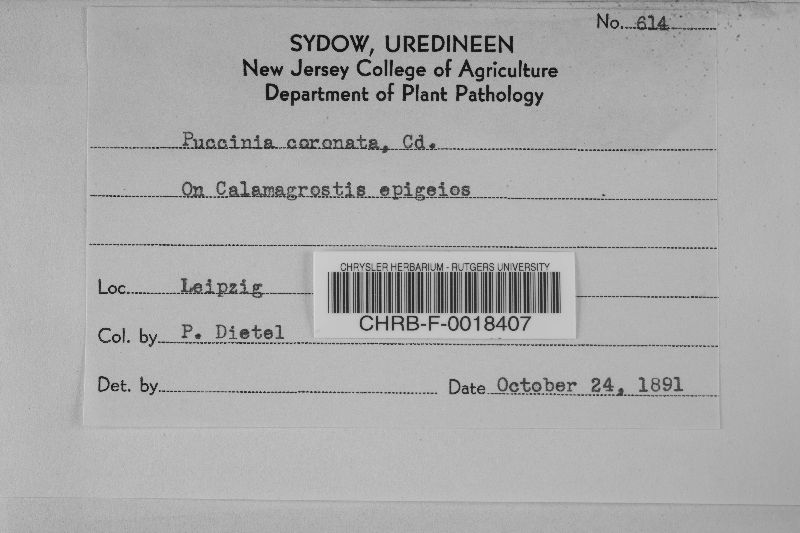 No. 614
SYDOW, UREDINEEN
New Jersey College of Agriculture
Department of Plant Pathology
Puccinia coronata, Cd.
On Calamagrostis epigeios
Loc. Leipzig
CHRYSLER HERBARIUM - RUTGERS UNIVERSITY
CHRB-F-0018407
Col. by P. Dietel
Det. by
Date October 24, 1891